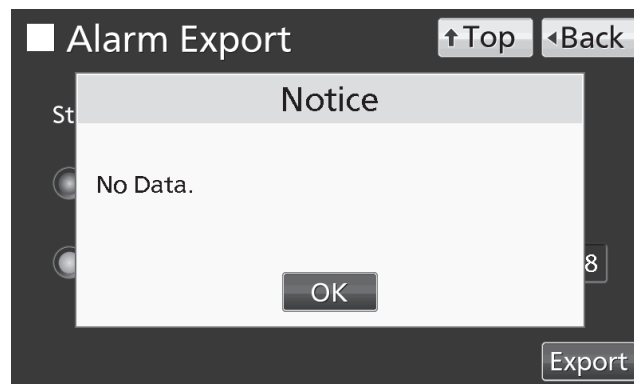 Alarm Export
↑Top
◂Back
Notice
St
No Data.
8
OK
Export